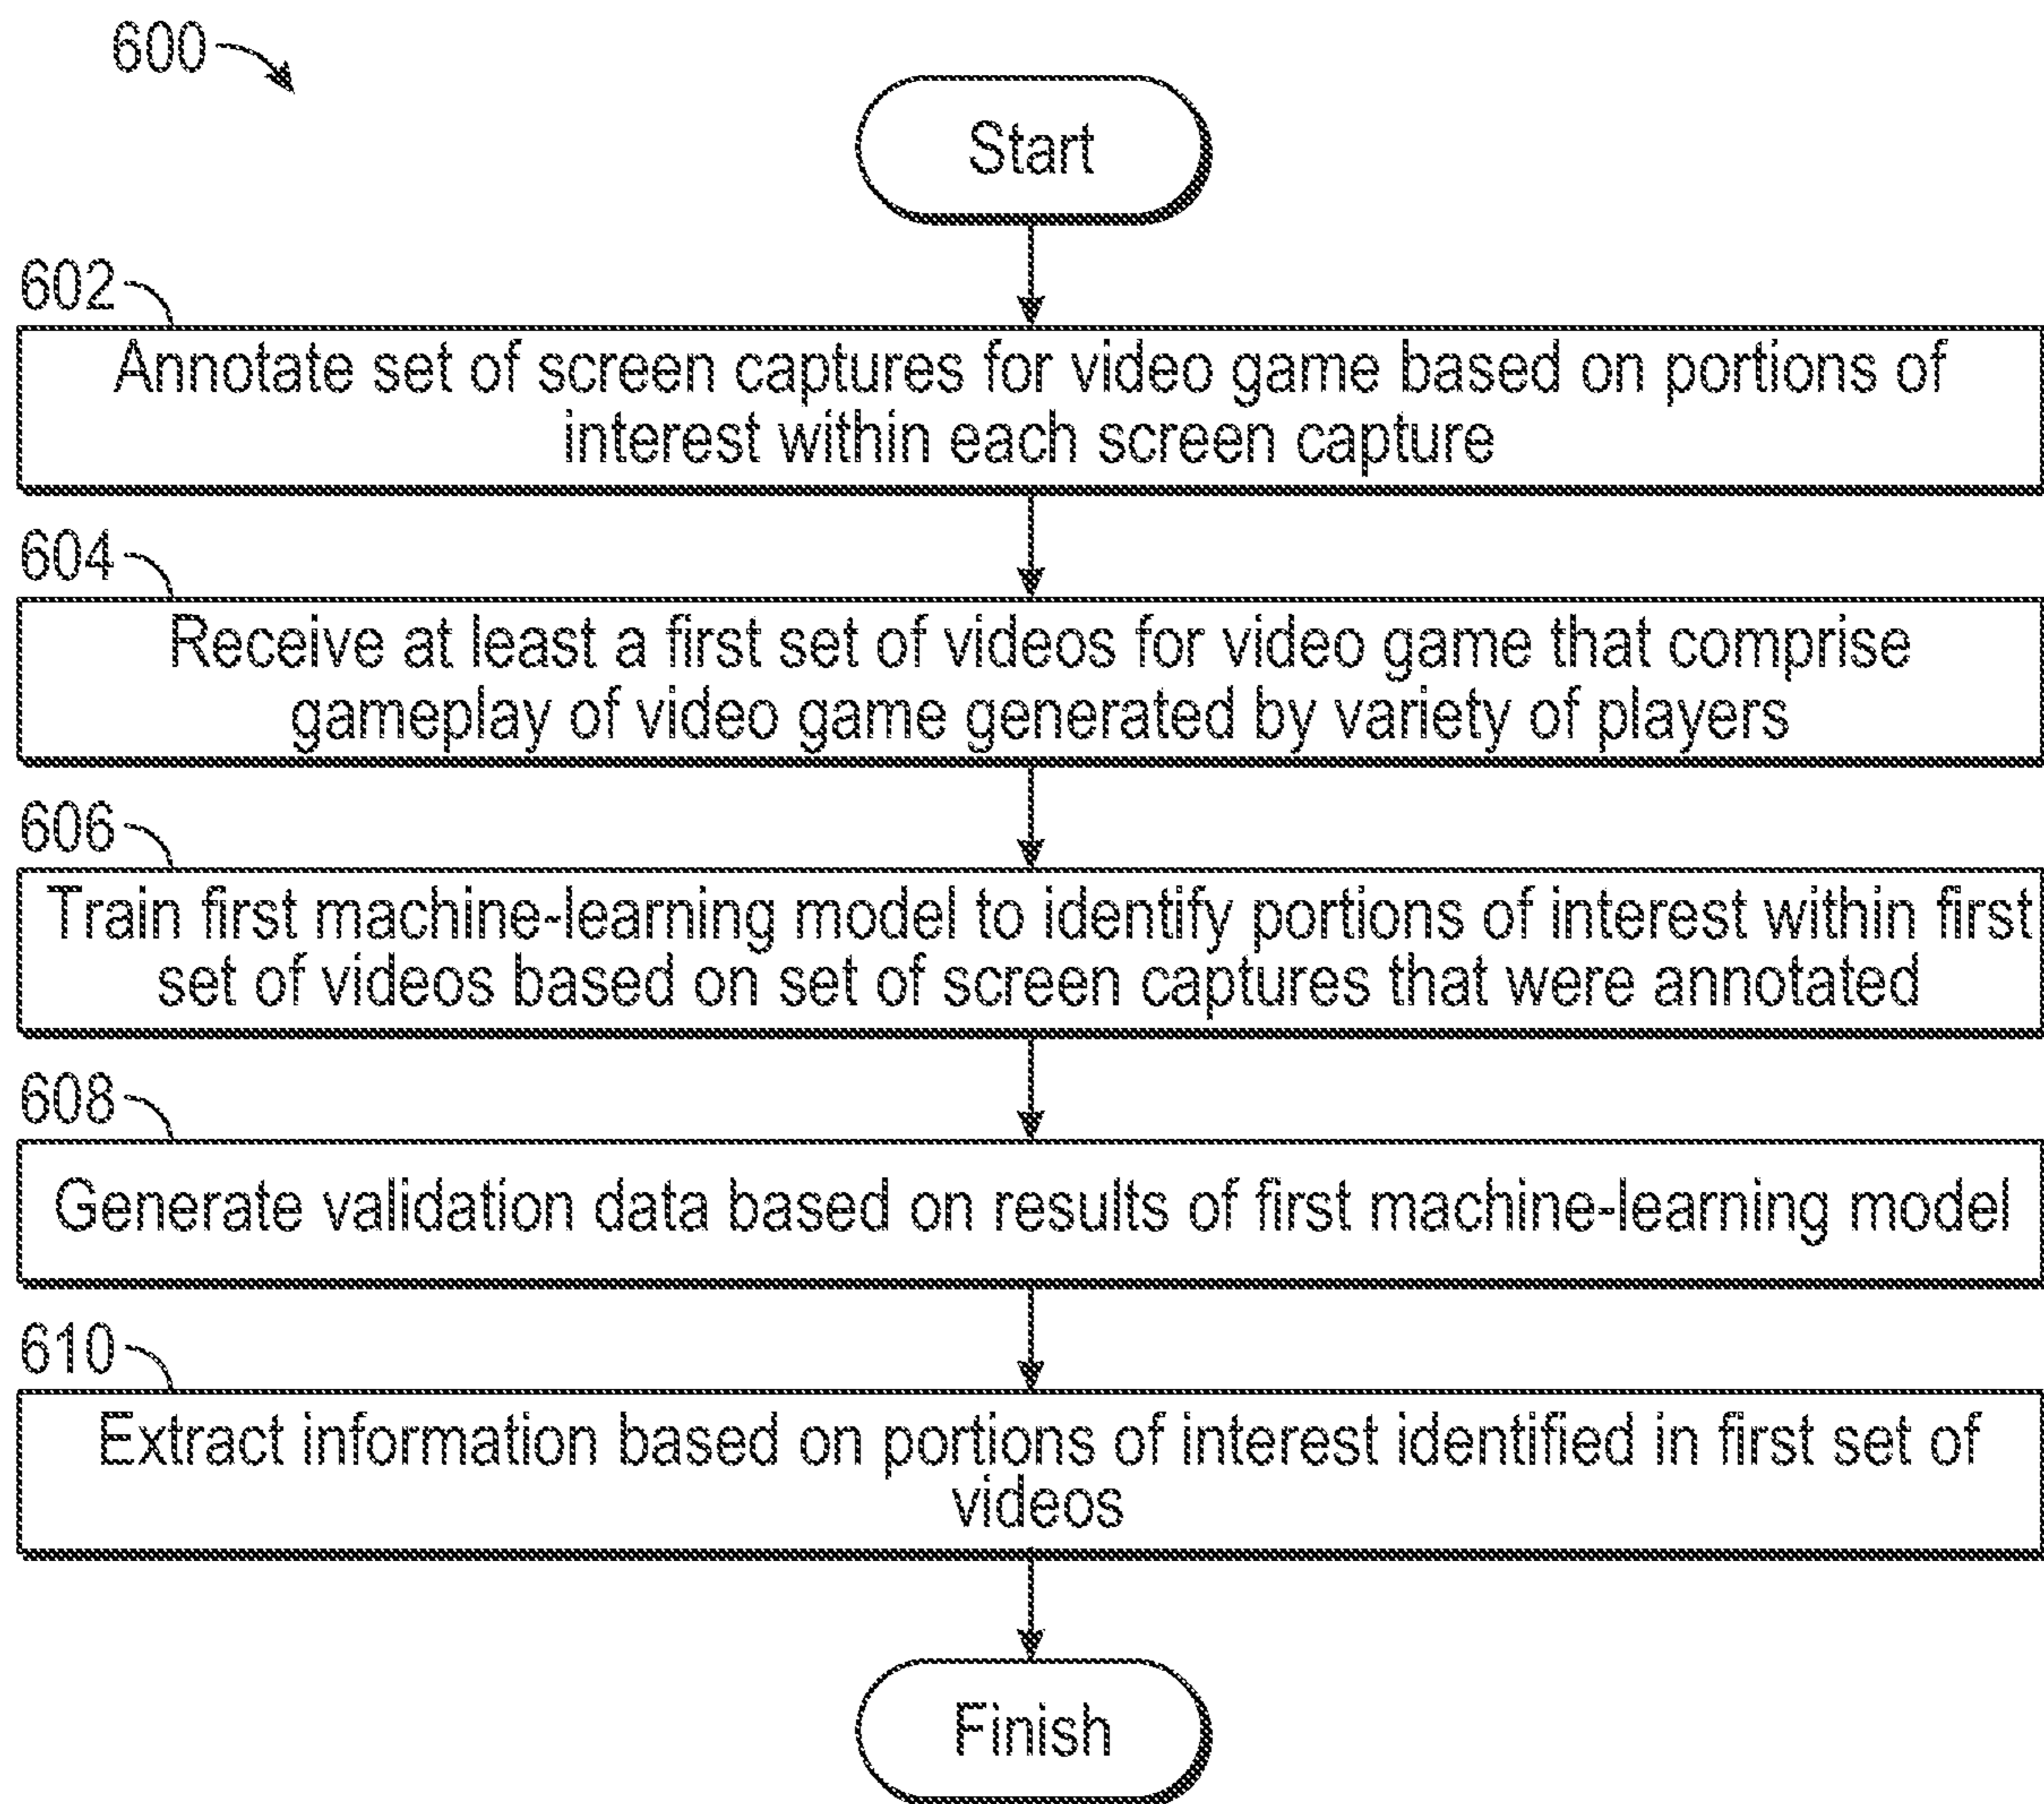 600
Start
602
Annotate set of screen captures for video game based on portions of
interest within each screen capture
604
Receive at least a first set of videos for video game that comprise
gameplay of video game generated by variety of players
606
Train first machine-learning model to identify portions of interest within first
set of videos based on set of screen captures that were annotated
608
Generate validation data based on results of first machine-learning model
610
Extract information based on portions of interest identified in first set of
videos
Finish